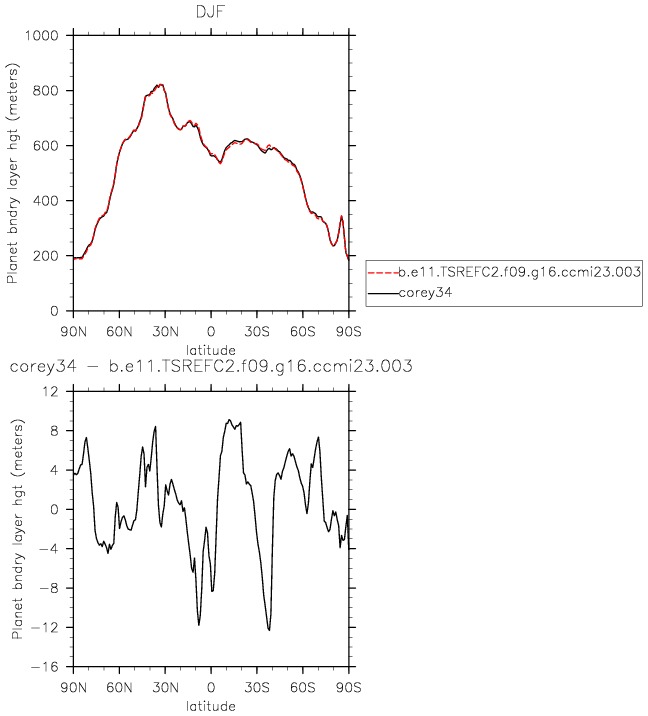 DJF
1000
800
600
400
200
0
Planet bndry layer hgt (meters)
90N 60N 30N 0 30S 60S 90S
latitude
b.e11.TSREFC2.f09.g16.ccmi23.003
corey34
corey34 − b.e11.TSREFC2.f09.g16.ccmi23.003
12
8
4
0
−4
−8
−12
−16
Planet bndry layer hgt (meters)
90N 60N 30N 0 30S 60S 90S
latitude